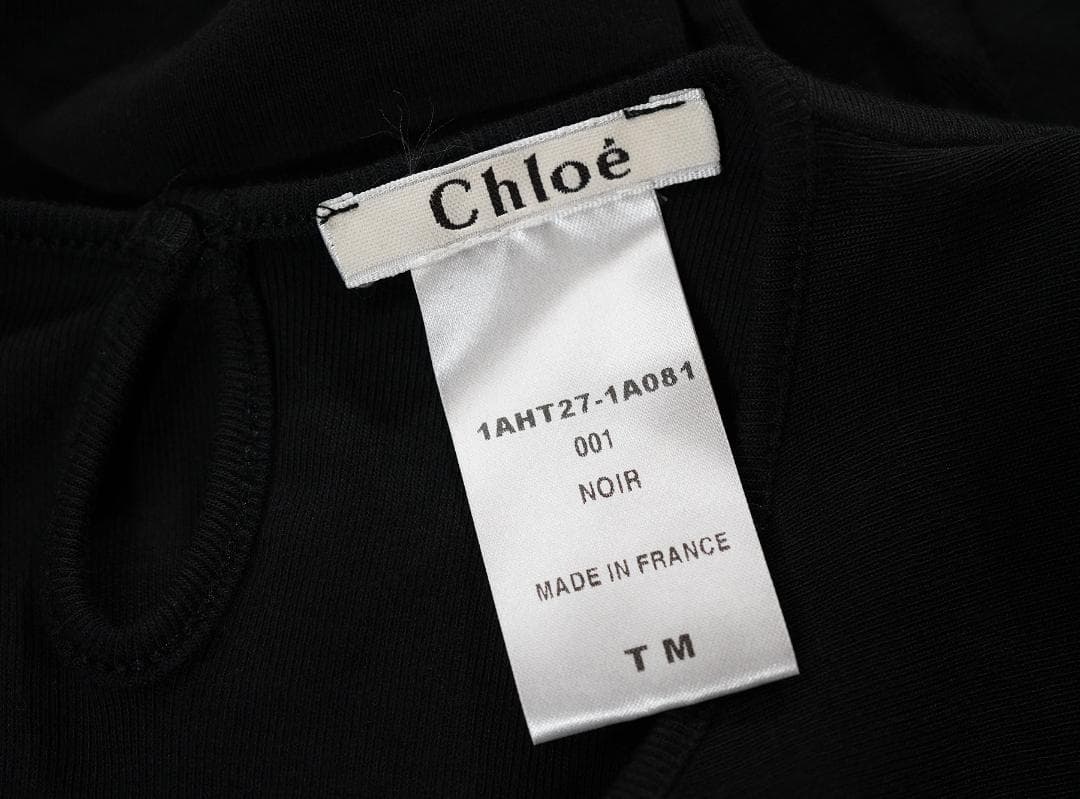 Chloé
1AHT27-1A081
001
NOIR
MADE IN FRANCE
T M